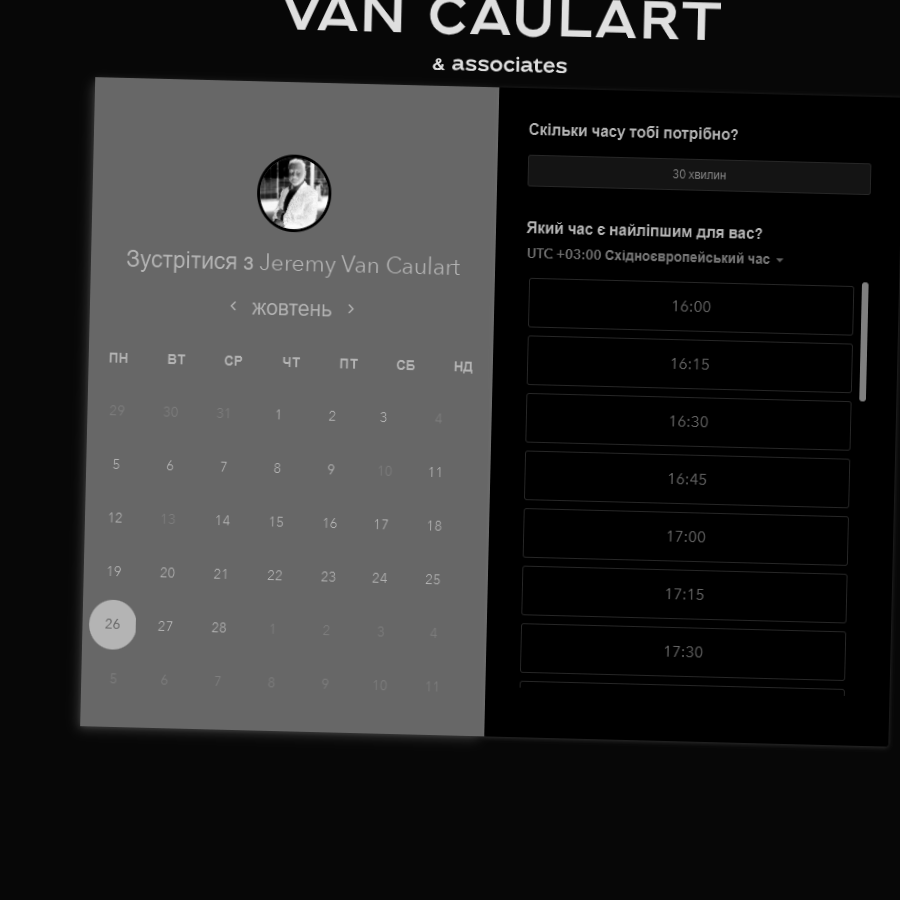 VAN CAULART
& associates
Зустрітися з Jeremy Van Caulart
жовтень
ПН ВТ СР ЧТ ПТ СБ НД
29 30 31 1 2 3 4
5 6 7 8 9 10 11
12 13 14 15 16 17 18
19 20 21 22 23 24 25
26 27 28 1 2 3 4
5 6 7 8 9 10 11
Скільки часу тобі потрібно?
30 хвилин
Який час є найліпшим для вас?
UTC +03:00 Східноєвропейський час
16:00
16:15
16:30
16:45
17:00
17:15
17:30